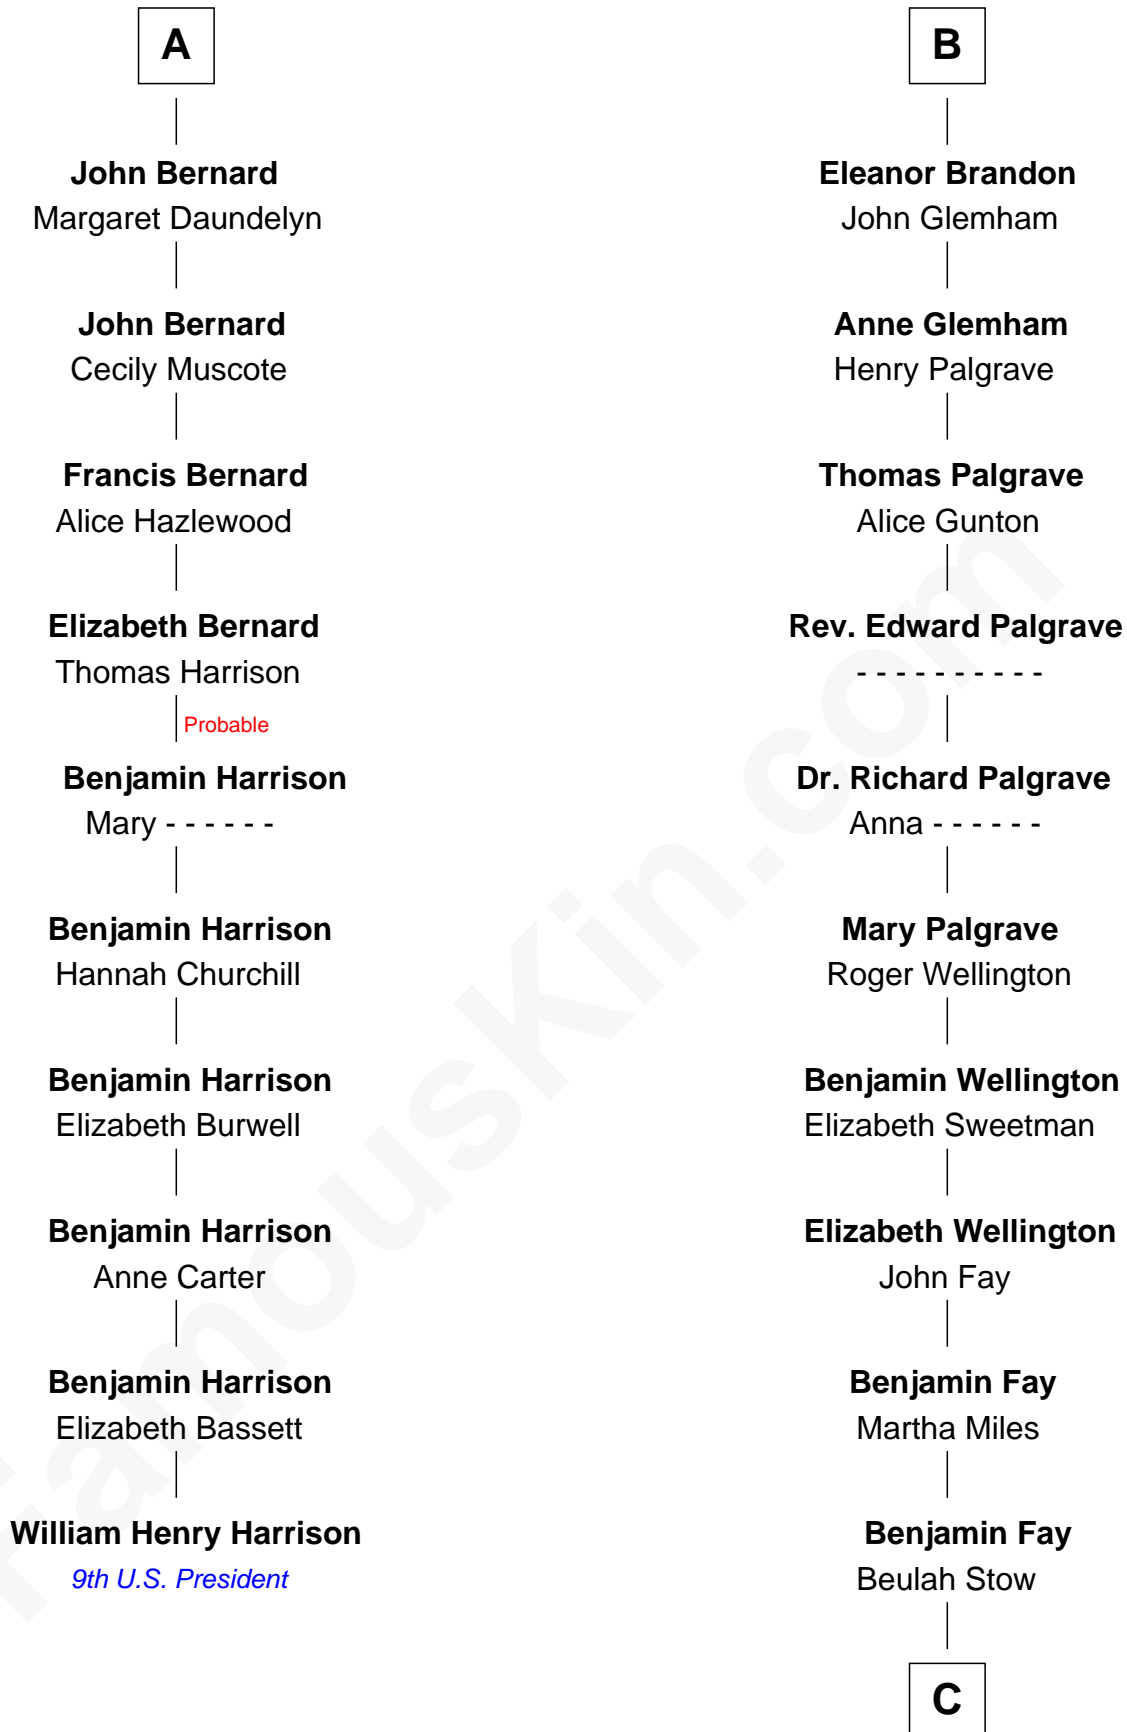 A
John Bernard
Margaret Daundelyn
John Bernard
Cecily Muscote
Francis Bernard
Alice Hazlewood
Elizabeth Bernard
Thomas Harrison
Probable
Benjamin Harrison
Mary - - - - - -
Benjamin Harrison
Hannah Churchill
Benjamin Harrison
Elizabeth Burwell
Benjamin Harrison
Anne Carter
Benjamin Harrison
Elizabeth Bassett
William Henry Harrison
9th U.S. President
B
Eleanor Brandon
John Glemham
Anne Glemham
Henry Palgrave
Thomas Palgrave
Alice Gunton
Rev. Edward Palgrave
- - - - - - - - - -
Dr. Richard Palgrave
Anna - - - - - -
Mary Palgrave
Roger Wellington
Benjamin Wellington
Elizabeth Sweetman
Elizabeth Wellington
John Fay
Benjamin Fay
Martha Miles
Benjamin Fay
Beulah Stow
C
FamousKin.com